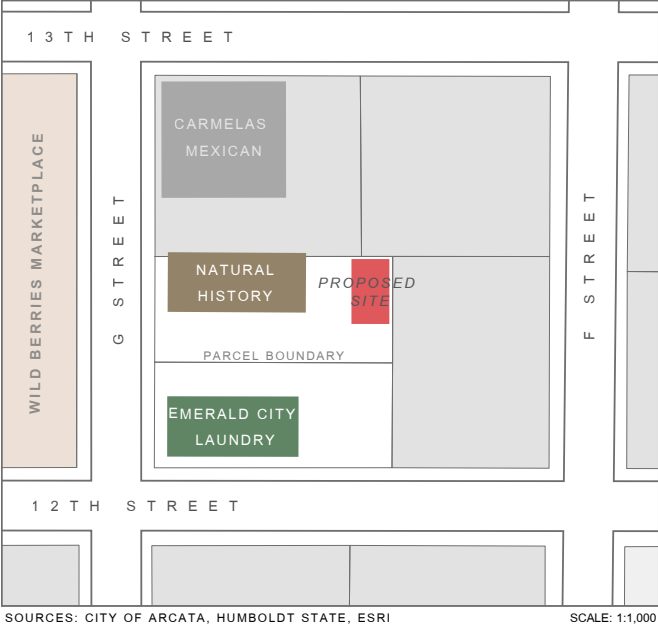 13TH STREET
CARMELAS
MEXICAN
WILD BERRIES MARKETPLACE
G STREET
F STREET
NATURAL
HISTORY
PROPOSED
SITE
PARCEL BOUNDARY
EMERALD CITY
LAUNDRY
12TH STREET
SOURCES: CITY OF ARCATA, HUMBOLDT STATE, ESRI
SCALE: 1:1,000